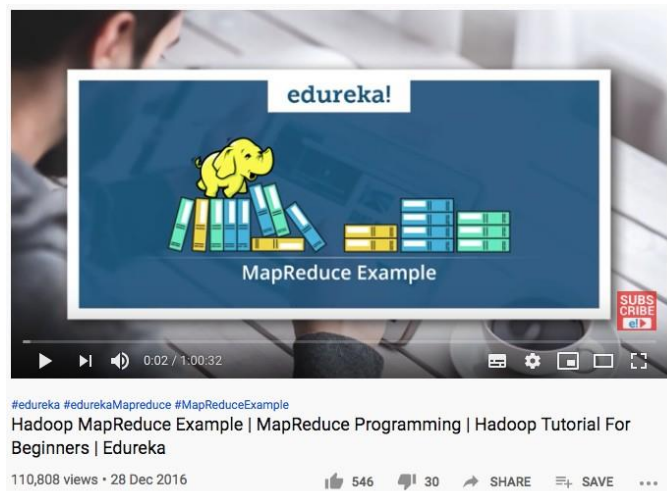 edureka!
MapReduce Example
SUBS
CRIBE
e!
0:02 / 1:00:32
#edureka #edurekaMapreduce #MapReduceExample
Hadoop MapReduce Example | MapReduce Programming | Hadoop Tutorial For
Beginners | Edureka
110,808 views • 28 Dec 2016 546 30 SHARE SAVE